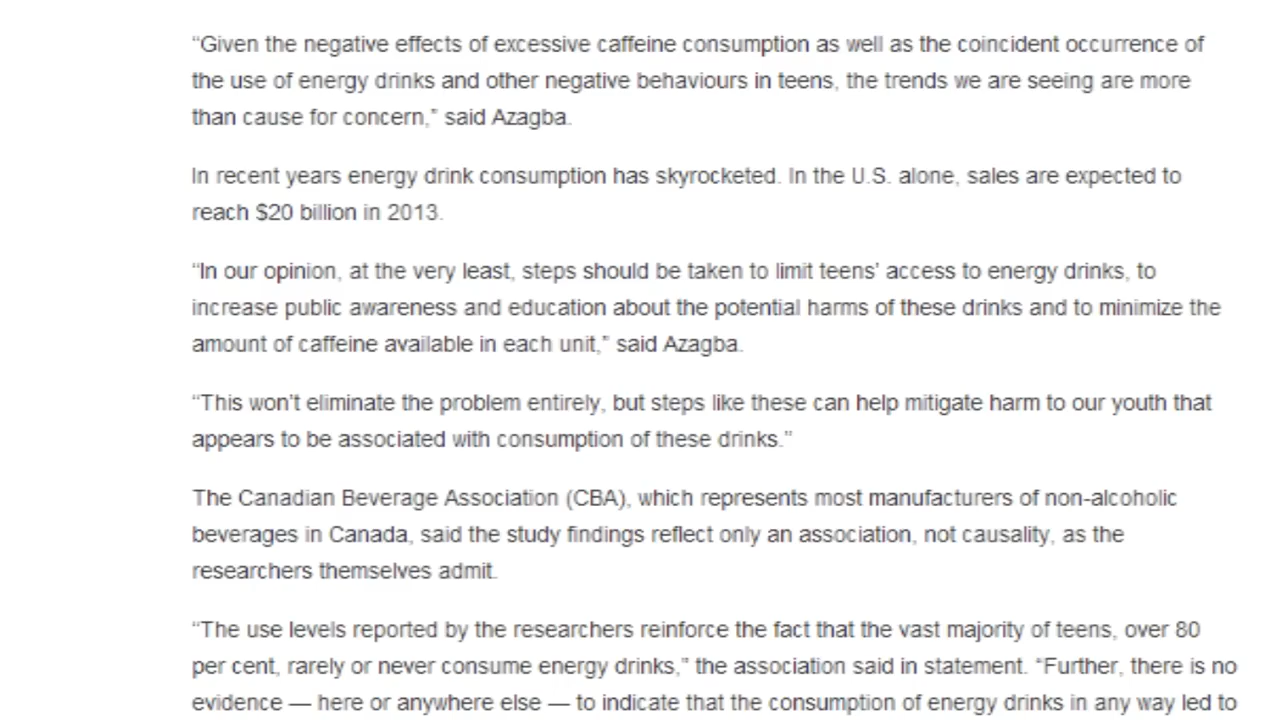 “Given the negative effects of excessive caffeine consumption as well as the coincident occurrence of
the use of energy drinks and other negative behaviours in teens, the trends we are seeing are more
than cause for concern,” said Azagba.
In recent years energy drink consumption has skyrocketed. In the U.S. alone, sales are expected to
reach $20 billion in 2013.
“In our opinion, at the very least, steps should be taken to limit teens’ access to energy drinks, to
increase public awareness and education about the potential harms of these drinks and to minimize the
amount of caffeine available in each unit,” said Azagba.
“This won’t eliminate the problem entirely, but steps like these can help mitigate harm to our youth that
appears to be associated with consumption of these drinks.”
The Canadian Beverage Association (CBA), which represents most manufacturers of non-alcoholic
beverages in Canada, said the study findings reflect only an association, not causality, as the
researchers themselves admit.
“The use levels reported by the researchers reinforce the fact that the vast majority of teens, over 80
per cent, rarely or never consume energy drinks,” the association said in statement. “Further, there is no
evidence — here or anywhere else — to indicate that the consumption of energy drinks in any way led to